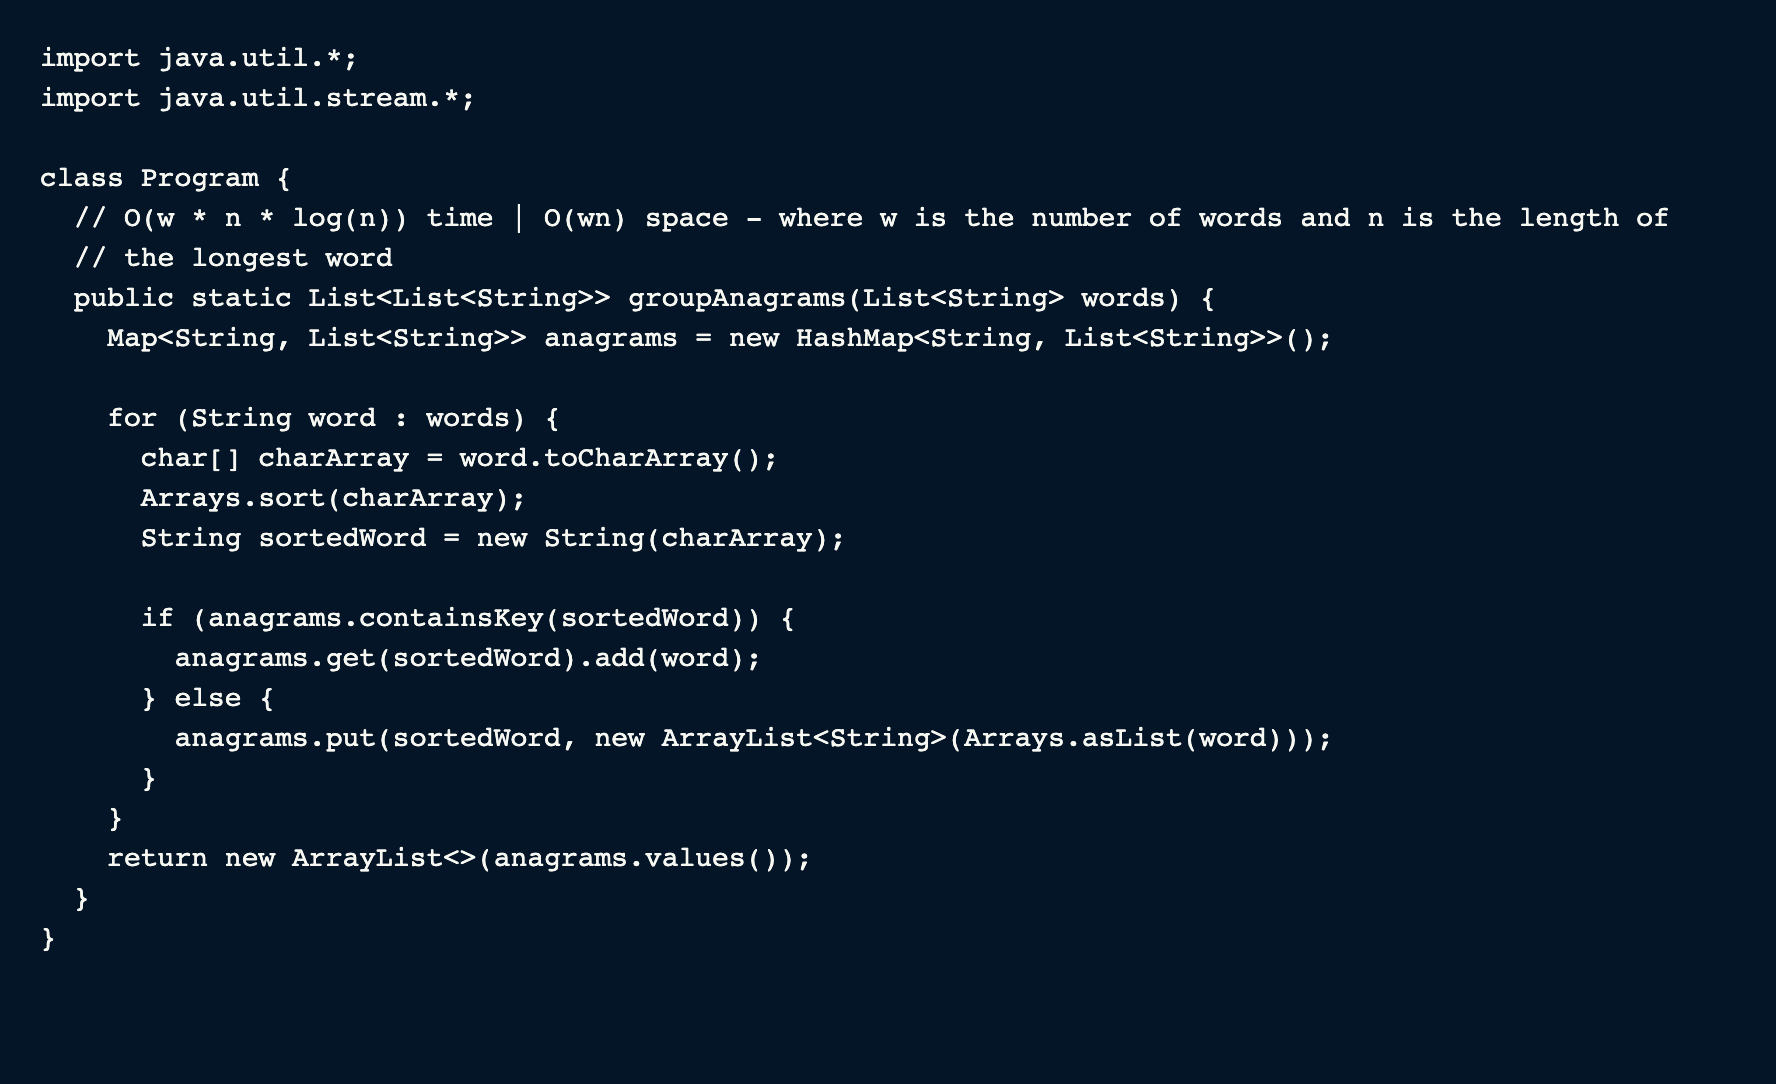 import java.util.*;
import java.util.stream.*;

class Program {
  // O(w * n * log(n)) time | O(wn) space - where w is the number of words and n is the length of
  // the longest word
  public static List<List<String>> groupAnagrams(List<String> words) {
    Map<String, List<String>> anagrams = new HashMap<String, List<String>>();

    for (String word : words) {
      char[] charArray = word.toCharArray();
      Arrays.sort(charArray);
      String sortedWord = new String(charArray);

      if (anagrams.containsKey(sortedWord)) {
        anagrams.get(sortedWord).add(word);
      } else {
        anagrams.put(sortedWord, new ArrayList<String>(Arrays.asList(word)));
      }
    }
    return new ArrayList<>(anagrams.values());
  }
}